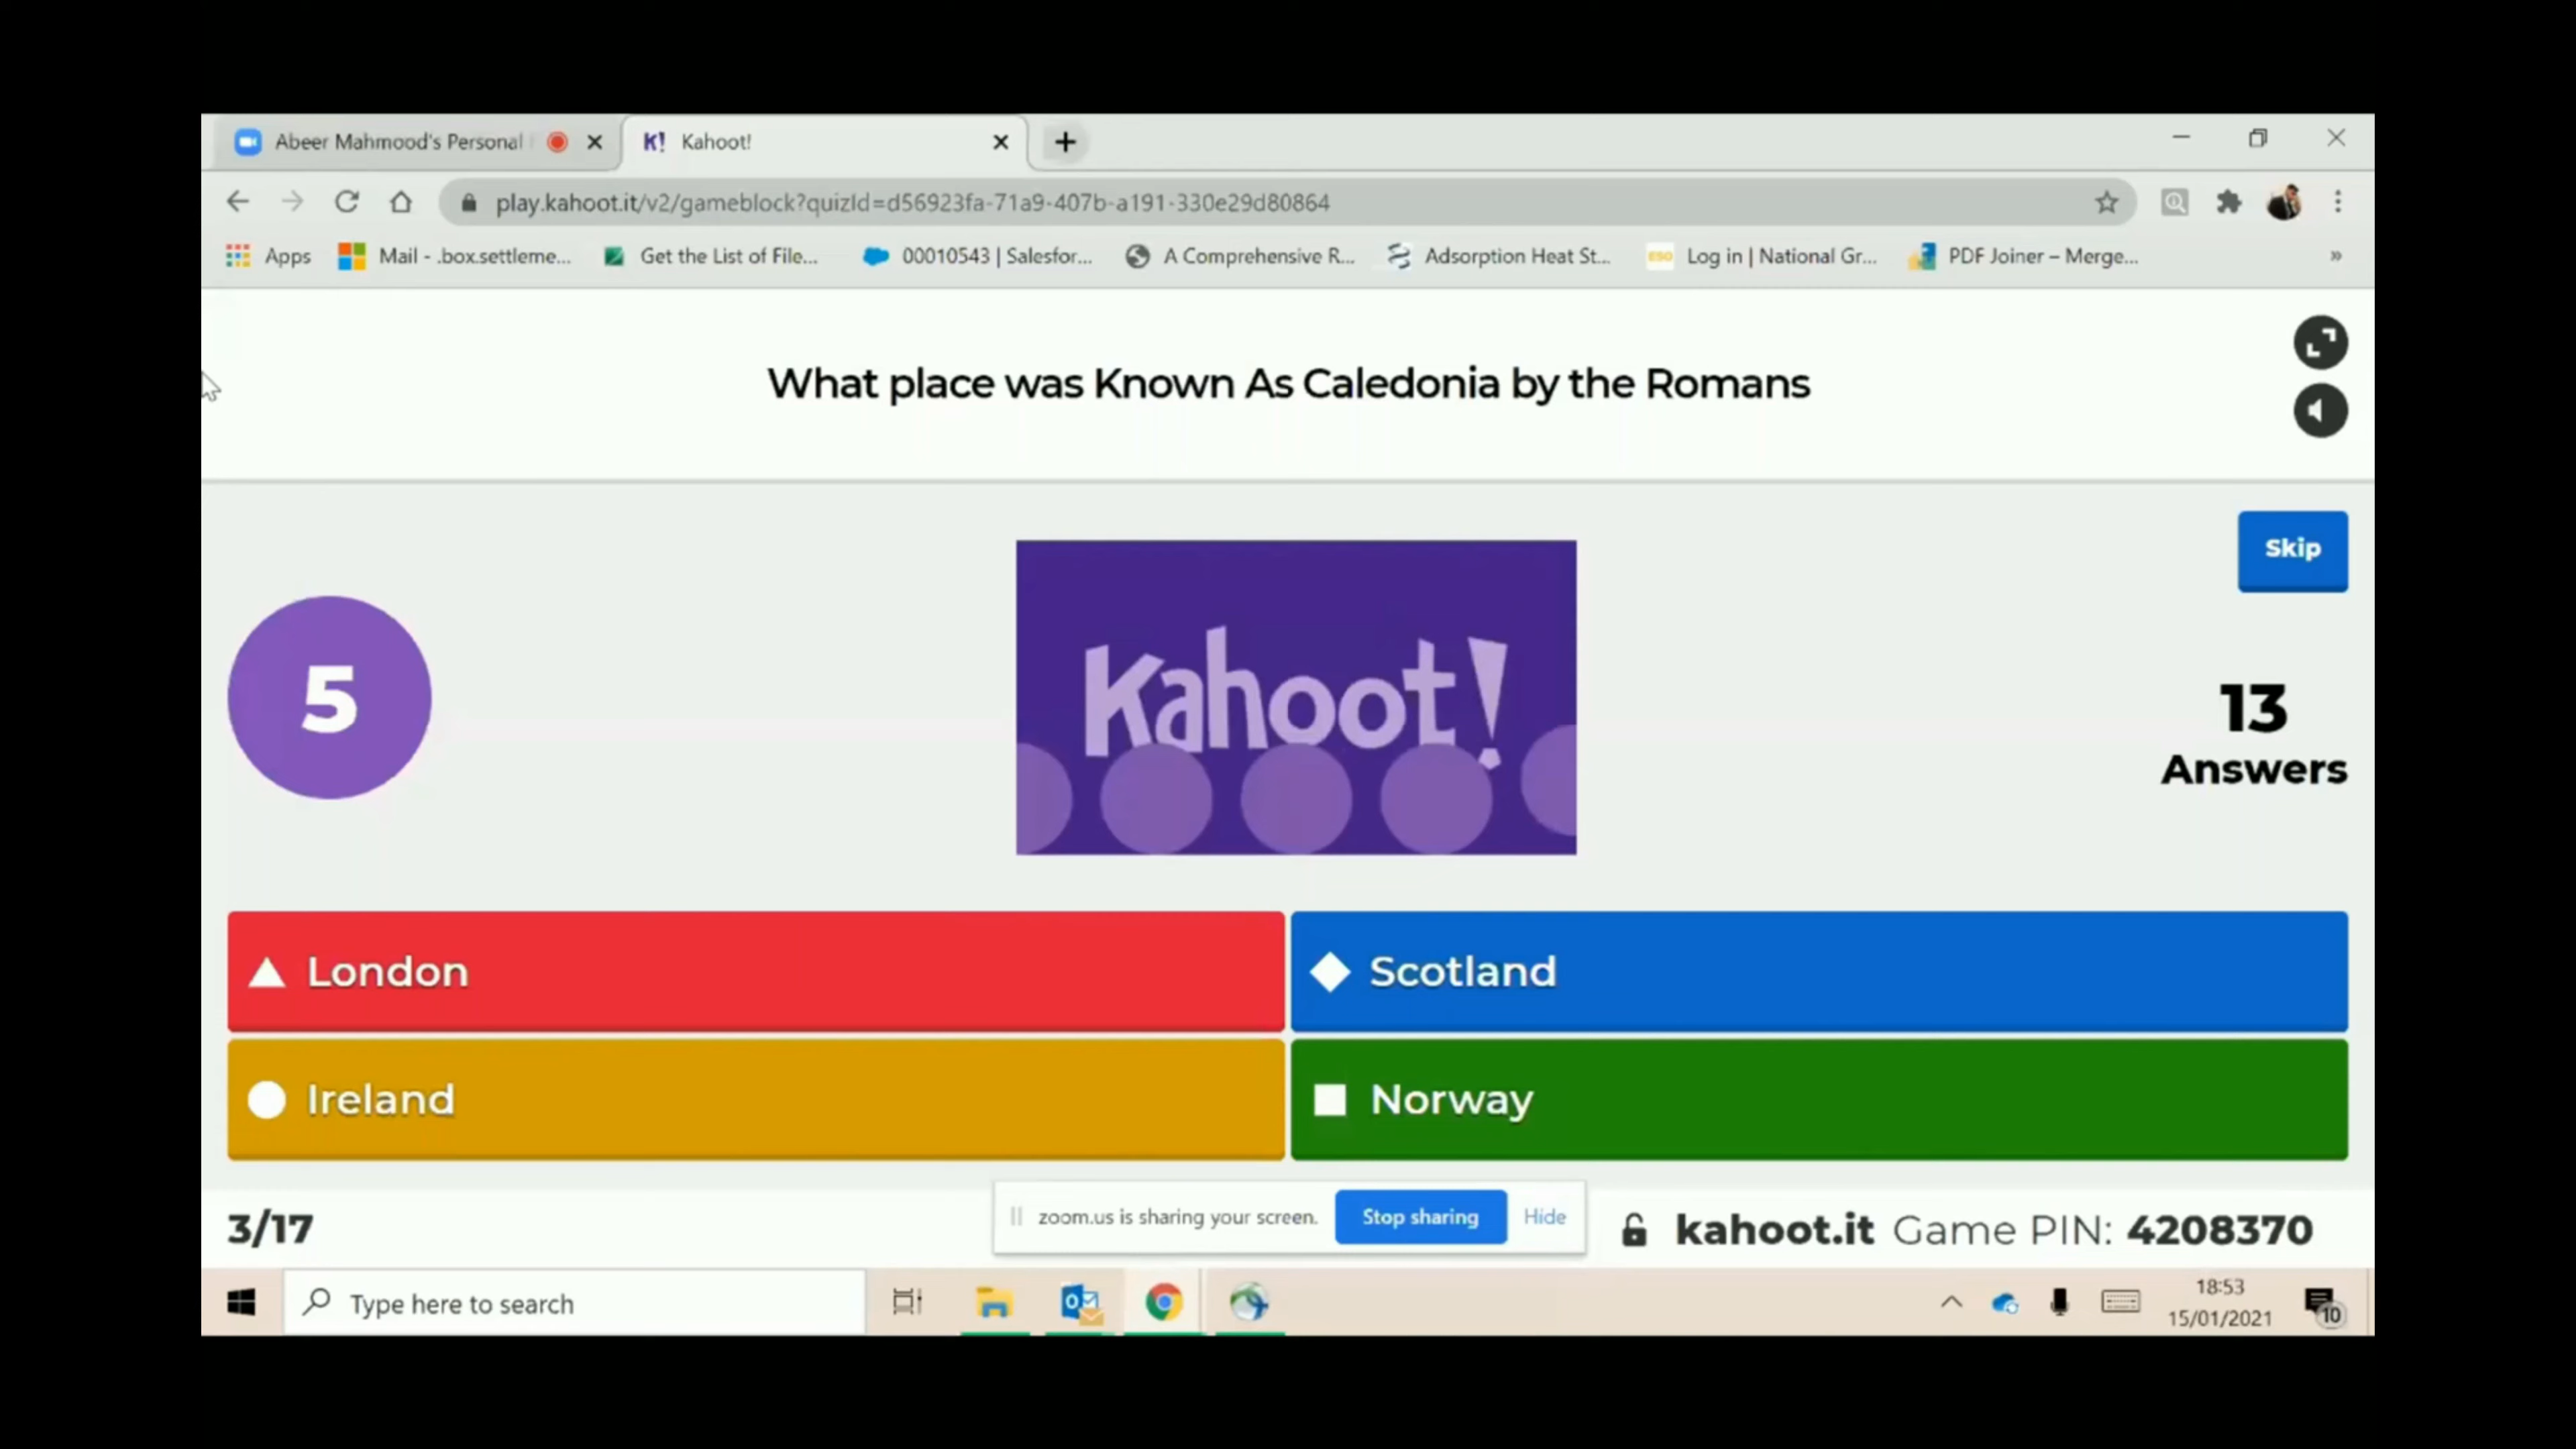 Abeer Mahmood's Personal
K! Kahoot!
play.kahoot.it/v2/gameblock?quizId=d56923fa-71a9-407b-a191-330e29d80864
Apps Mail - .box.settleme... Get the List of File... 00010543 | Salesfor... A Comprehensive R... Adsorption Heat St... ESO Log in | National Gr... PDF Joiner – Merge... »
What place was Known As Caledonia by the Romans
Skip
5
Kahoot!
13
Answers
London
Scotland
Ireland
Norway
3/17
zoom.us is sharing your screen. Stop sharing Hide
kahoot.it Game PIN: 4208370
Type here to search
18:53
15/01/2021
10